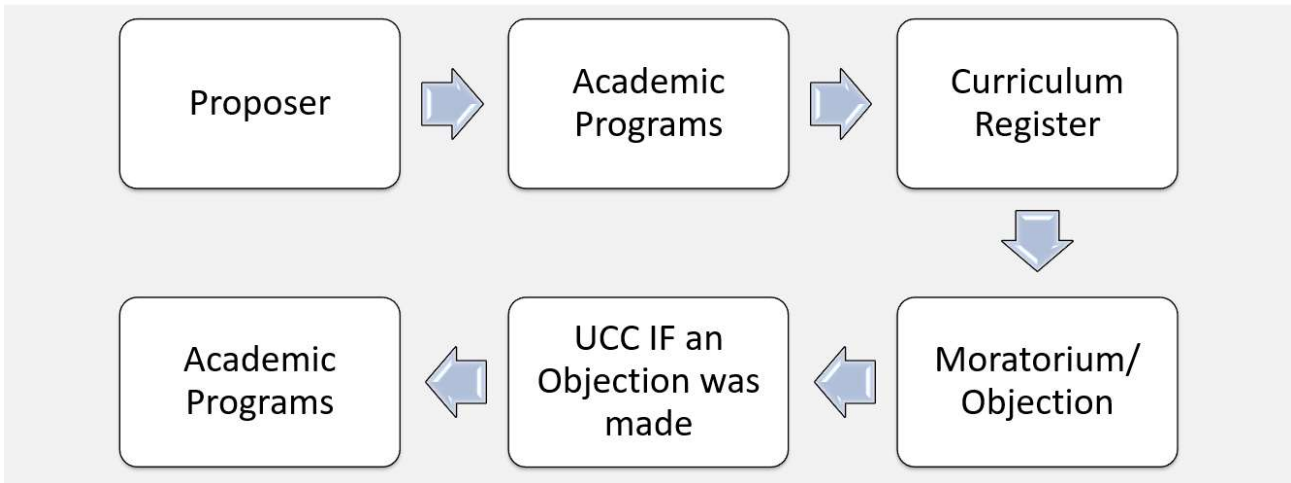 Proposer
Academic
Programs
Curriculum
Register
Moratorium/
Objection
UCC IF an
Objection was
made
Academic
Programs